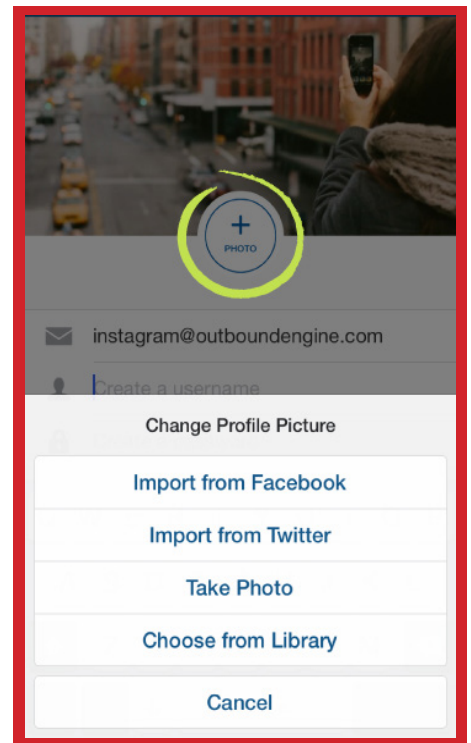 +
PHOTO
instagram@outboundengine.com
Create a username
Change Profile Picture
Import from Facebook
Import from Twitter
Take Photo
Choose from Library
Cancel